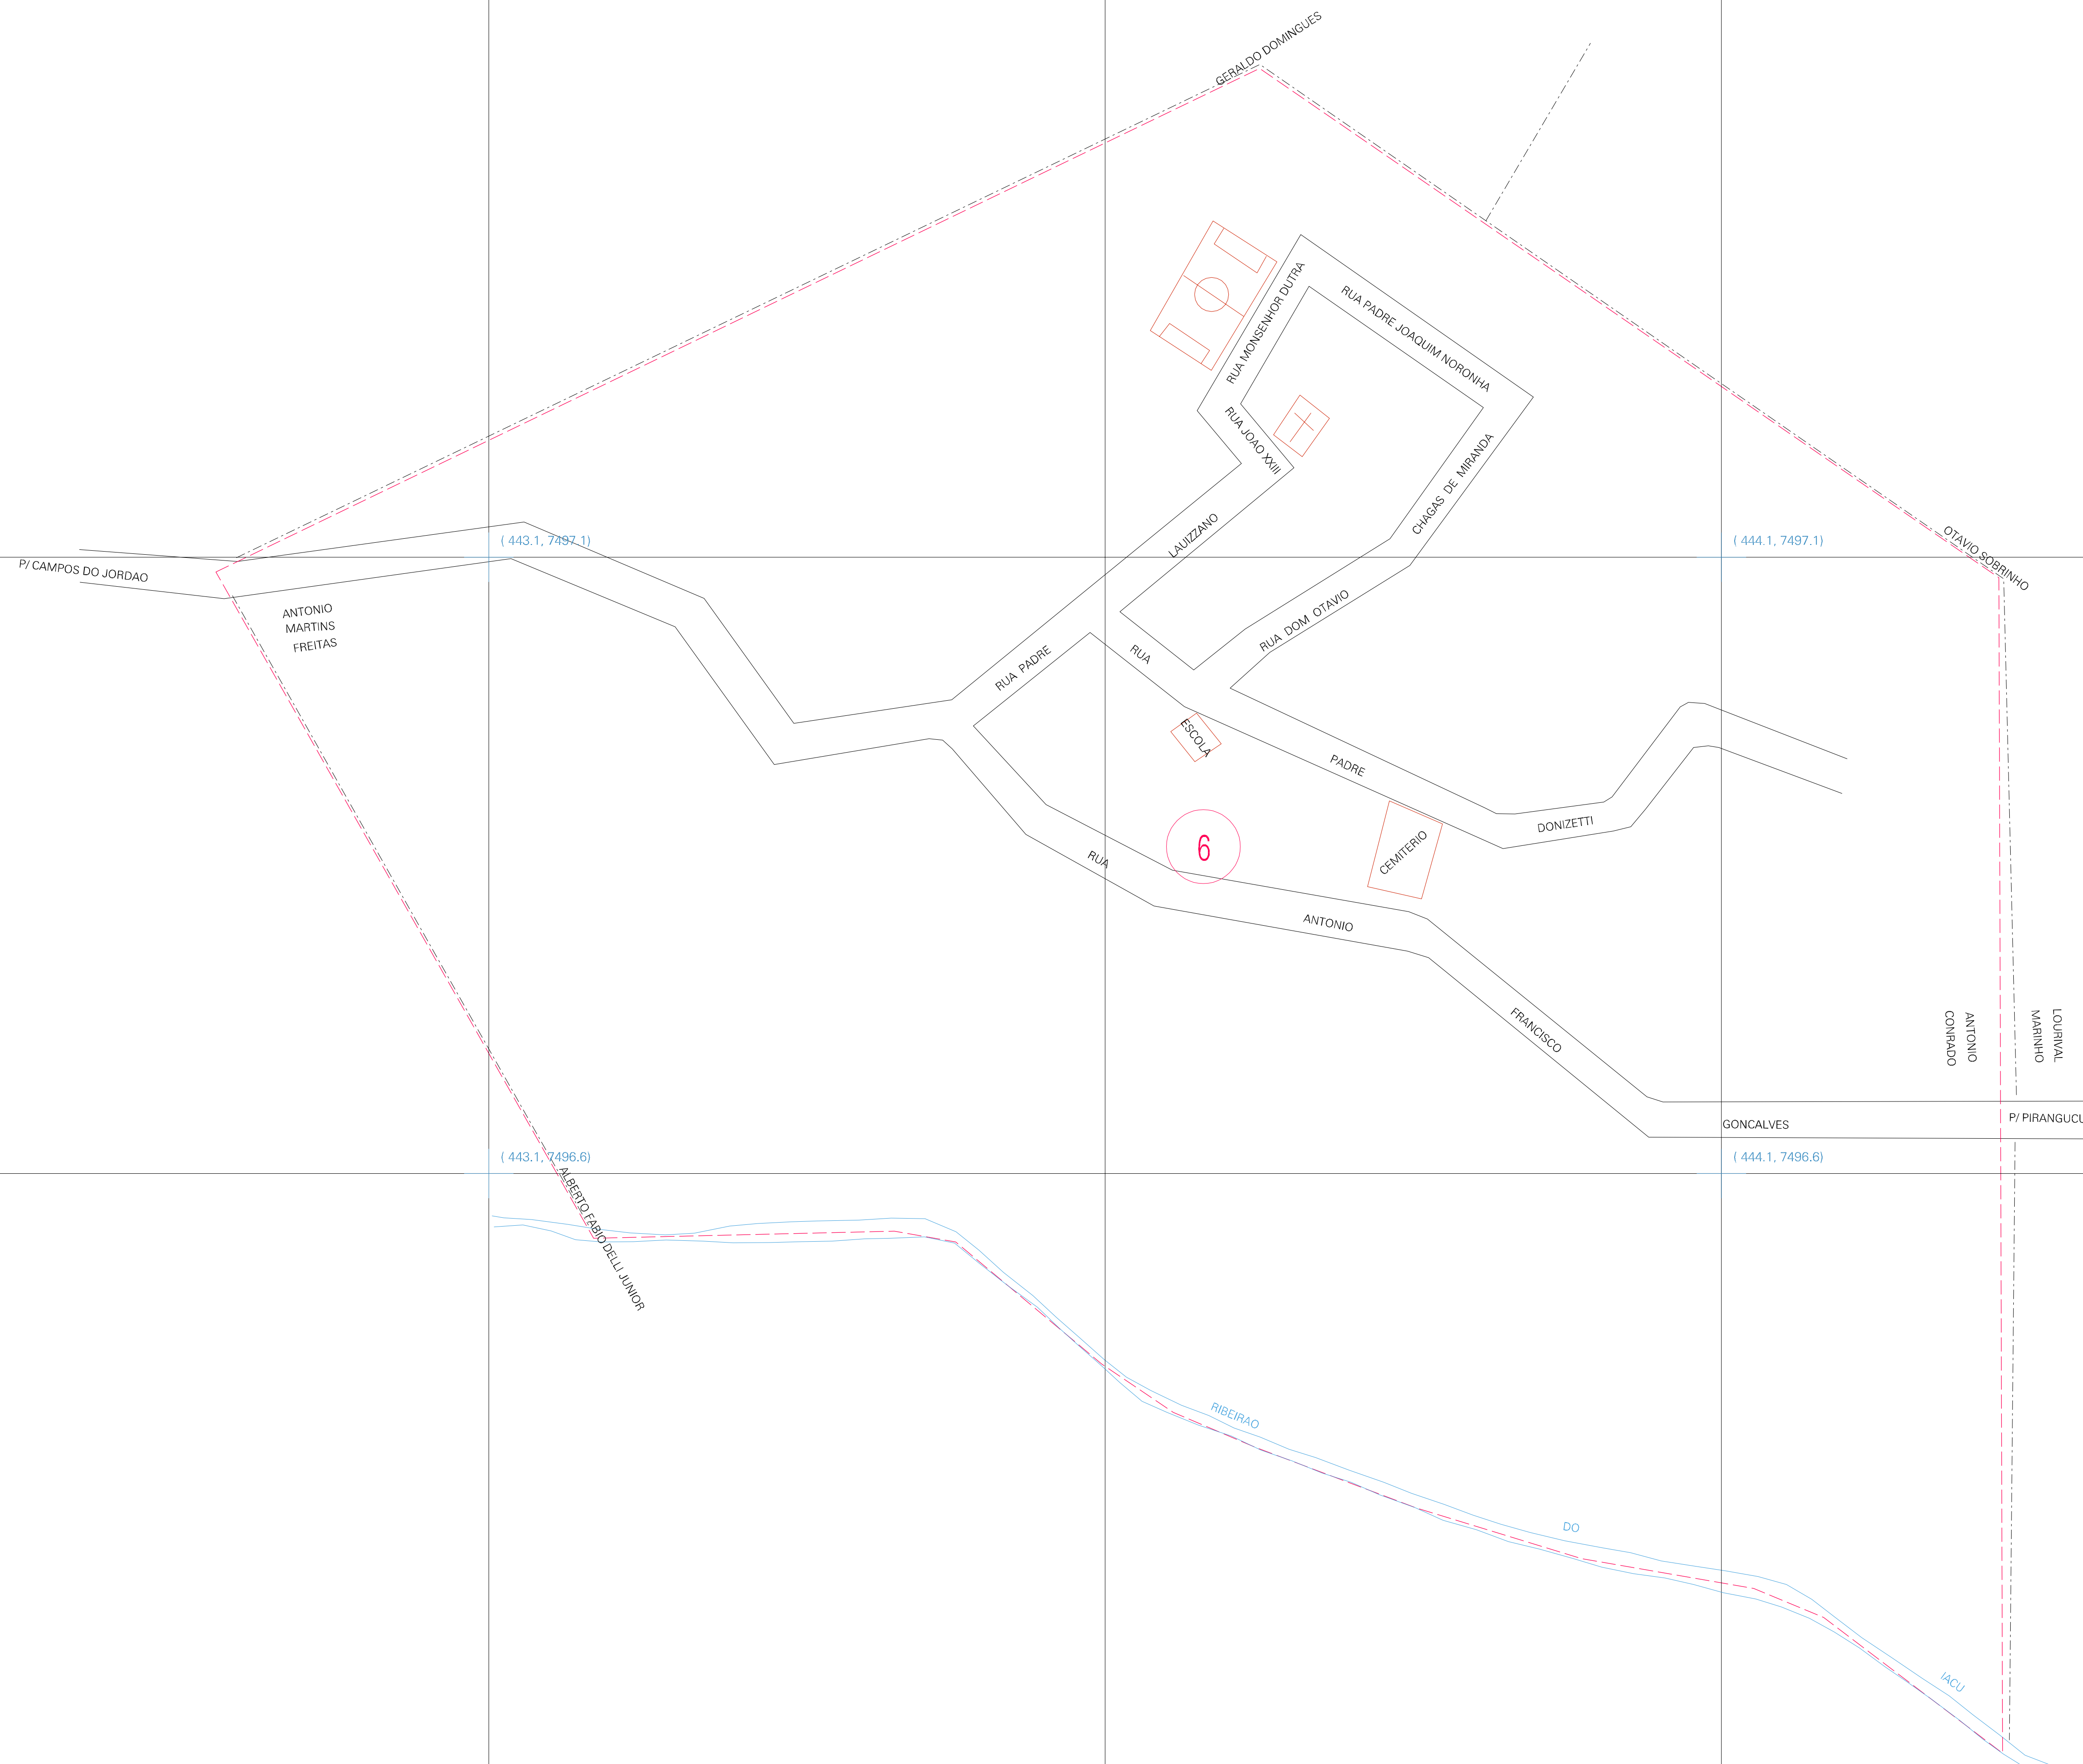 GERALDO DOMINGUES
RUA MONSENHOR DUTRA
RUA PADRE JOAQUIM NORONHA
RUA JOAO XXIII
CHAGAS DE MIRANDA
LAUIZZANO
( 443.1, 7497.1)
( 444.1, 7497.1)
OTAVIO SOBRINHO
P/ CAMPOS DO JORDAO
ANTONIO
MARTINS
FREITAS
RUA DOM OTAVIO
RUA PADRE
RUA
ESCOLA
PADRE
DONIZETTI
6
CEMITERIO
RUA
ANTONIO
FRANCISCO
GONCALVES
ANTONIO
CONRADO
LOURIVAL
MARINHO
P/ PIRANGUCU
( 443.1, 7496.6)
( 444.1, 7496.6)
ALBERTO FABIO DELLI JUNIOR
RIBEIRAO
DO
IACU